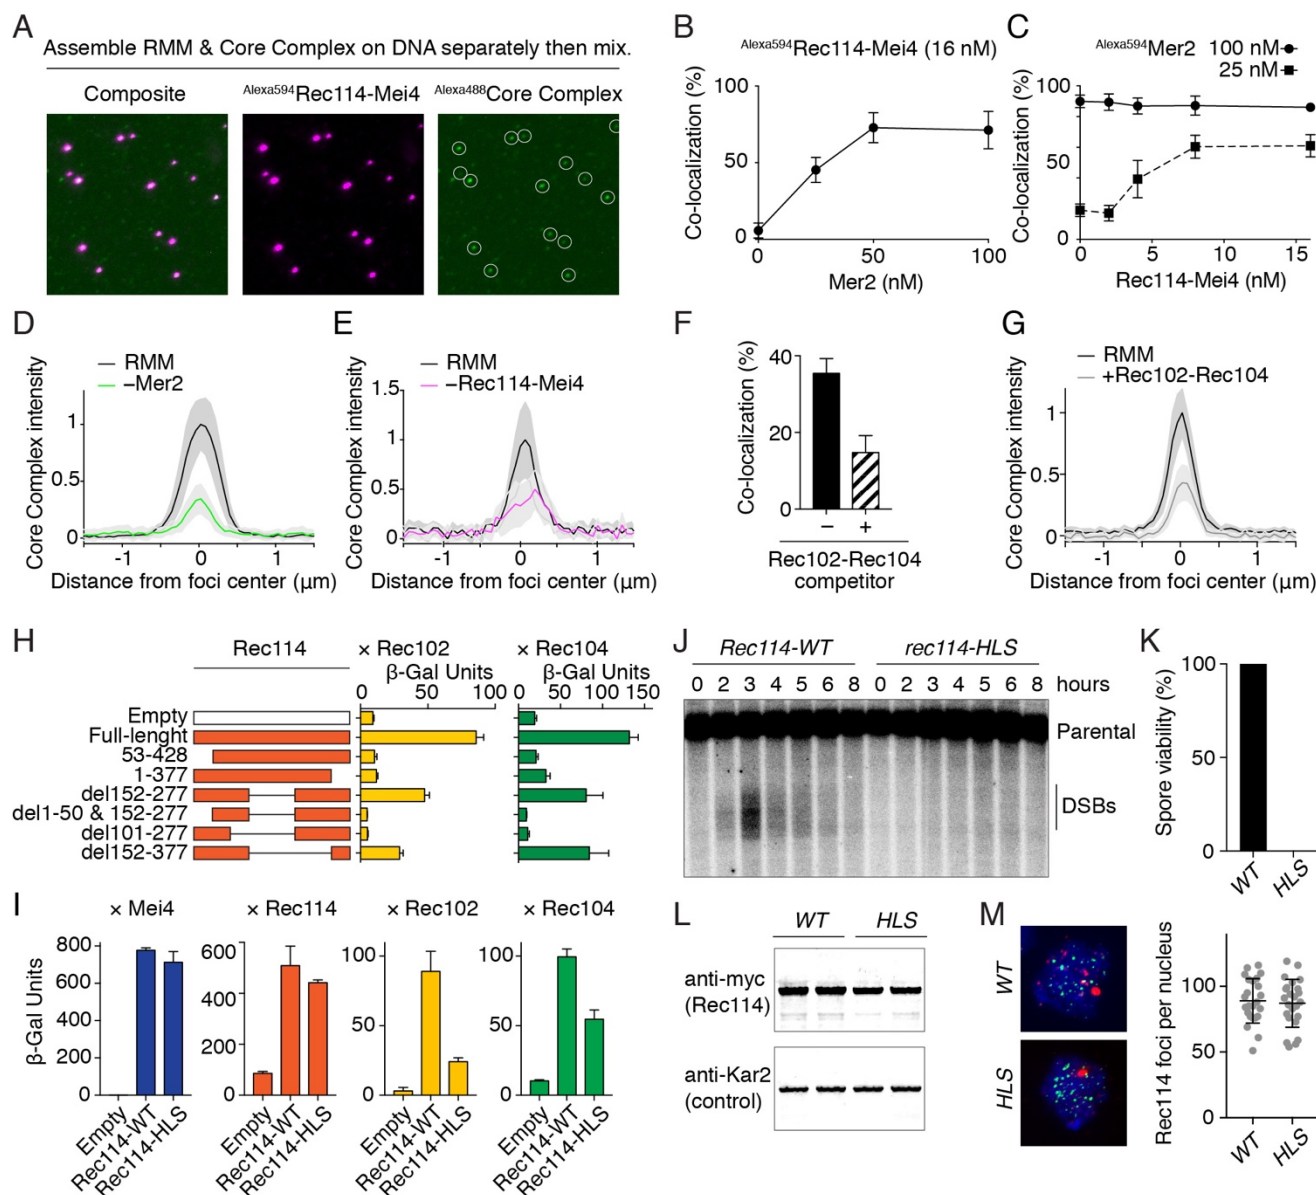 A
Assemble RMM & Core Complex on DNA separately then mix.
Composite
Alexa594Rec114-Mei4
Alexa488Core Complex
B
Alexa594Rec114-Mei4 (16 nM)
Co-localization (%)
100
50
0
0 50 100
Mer2 (nM)
C
Alexa594Mer2
100 nM
25 nM
Co-localization (%)
100
50
0
0 5 10 15
Rec114-Mei4 (nM)
D
RMM
–Mer2
Core Complex intensity
1
0.5
0
-1 0 1
Distance from foci center (µm)
E
RMM
–Rec114-Mei4
Core Complex intensity
1.5
1
0.5
0
-1 0 1
Distance from foci center (µm)
F
Co-localization (%)
40
20
0
– +
Rec102-Rec104
competitor
G
RMM
+Rec102-Rec104
Core Complex intensity
1
0.5
0
-1 0 1
Distance from foci center (µm)
H
Rec114
× Rec102
β-Gal Units
0 50 100
× Rec104
β-Gal Units
0 50 100 150
Empty
Full-lenght
53-428
1-377
del152-277
del1-50 & 152-277
del101-277
del152-377
I
β-Gal Units
× Mei4
800
600
400
200
0
Empty
Rec114-WT
Rec114-HLS
× Rec114
600
400
200
0
Empty
Rec114-WT
Rec114-HLS
× Rec102
100
50
0
Empty
Rec114-WT
Rec114-HLS
× Rec104
100
50
0
Empty
Rec114-WT
Rec114-HLS
J
Rec114-WT
rec114-HLS
0 2 3 4 5 6 8 0 2 3 4 5 6 8 hours
Parental
DSBs
K
Spore viability (%)
100
50
0
WT
HLS
L
WT
HLS
anti-myc
(Rec114)
anti-Kar2
(control)
M
WT
HLS
Rec114 foci per nucleus
100
50
0
WT
HLS